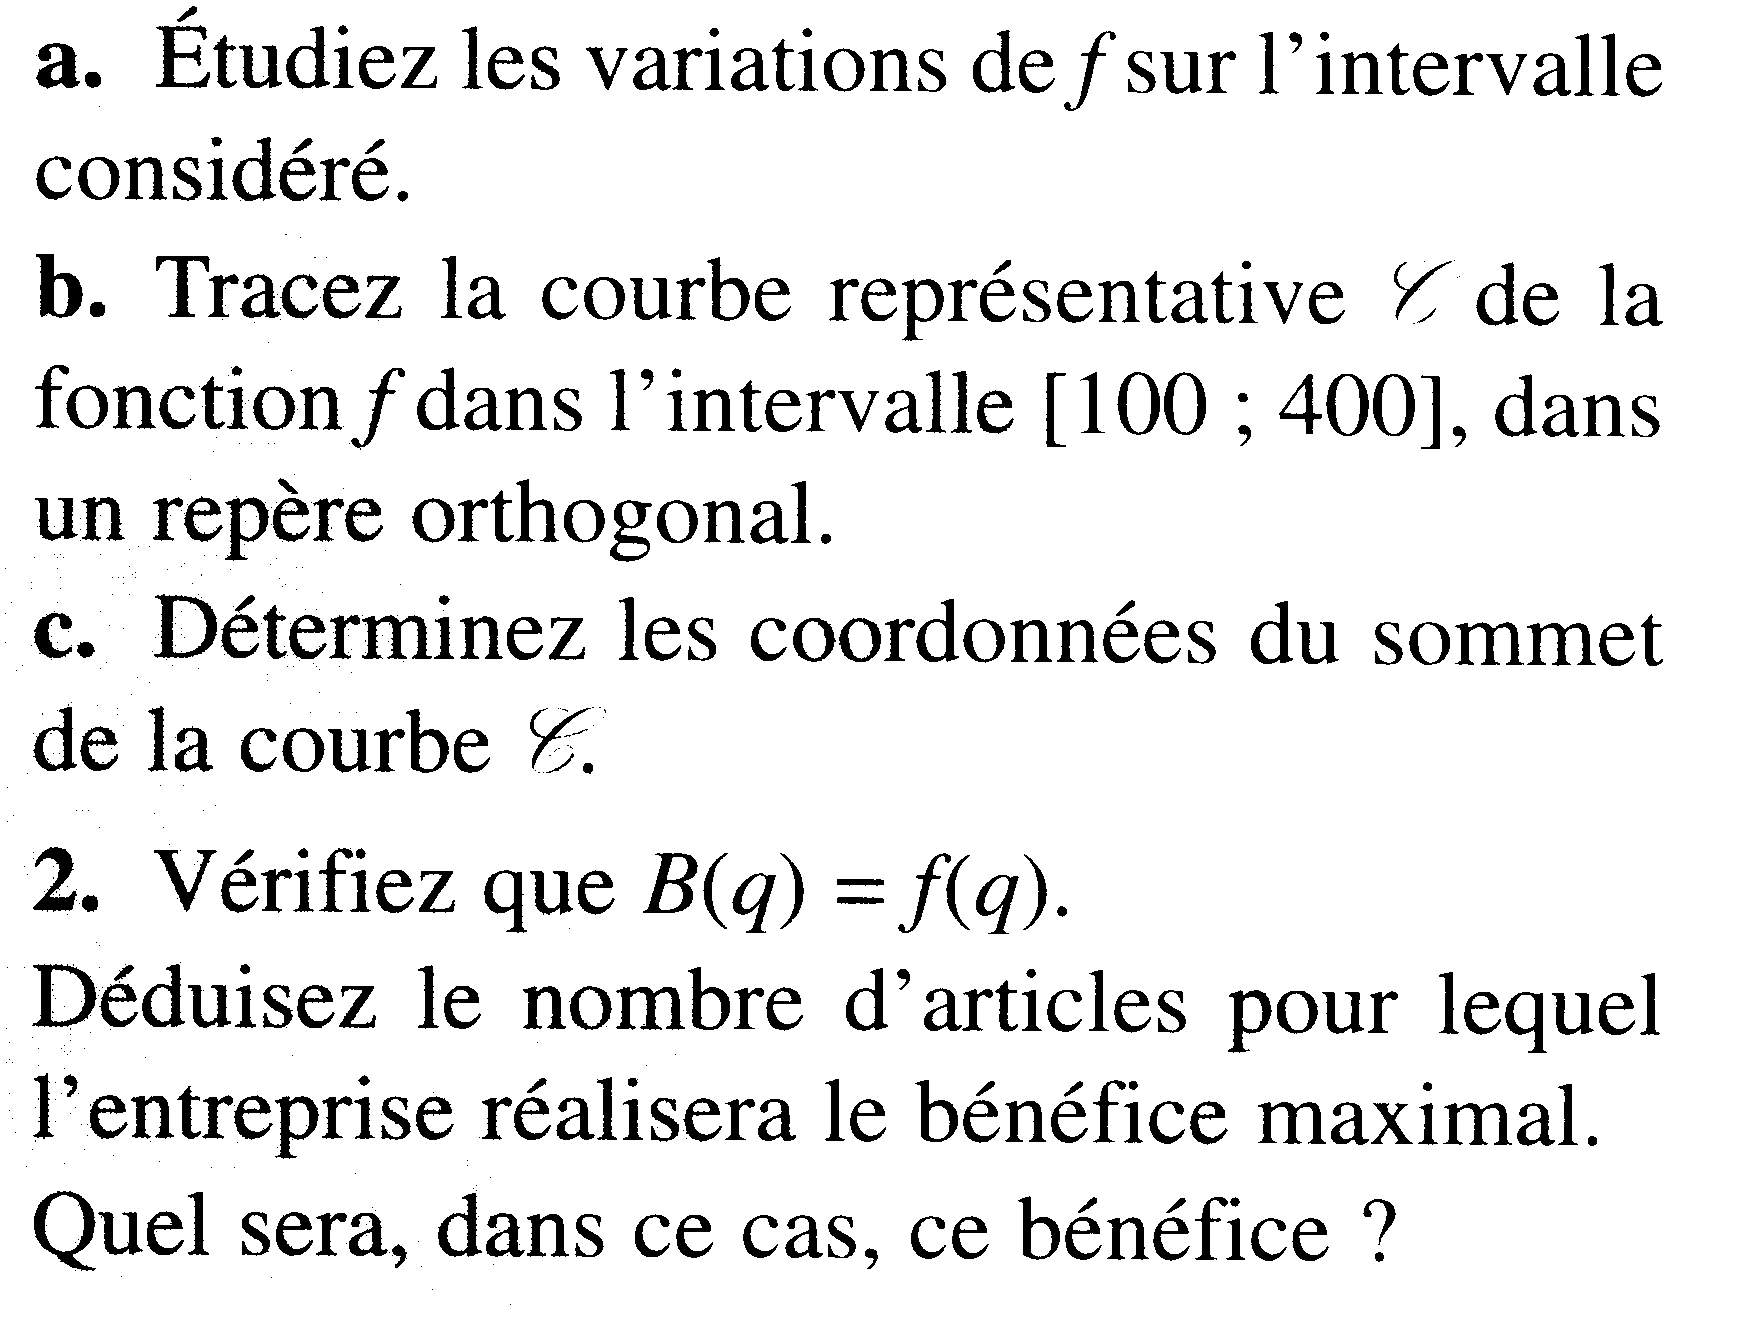 a. Étudiez les variations de f sur l'intervalle
considéré.
b. Tracez la courbe représentative 𝒞 de la
fonction f dans l'intervalle [100 ; 400], dans
un repère orthogonal.
c. Déterminez les coordonnées du sommet
de la courbe 𝒞.
2. Vérifiez que B(q) = f(q).
Déduisez le nombre d'articles pour lequel
l'entreprise réalisera le bénéfice maximal.
Quel sera, dans ce cas, ce bénéfice ?